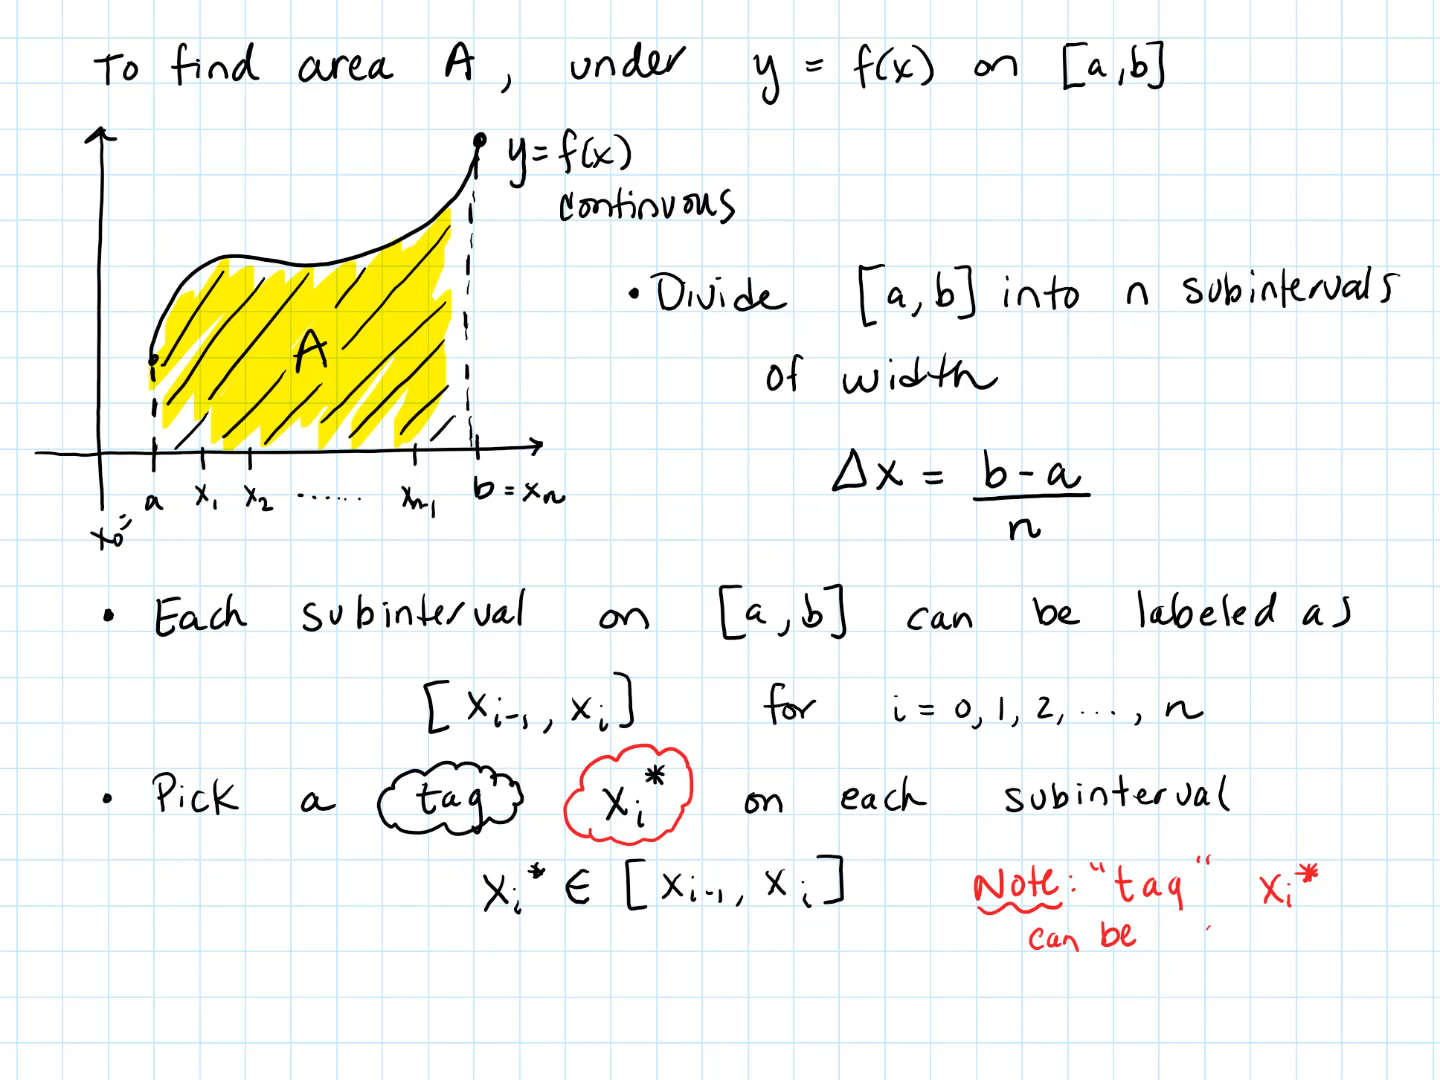 To find area A, under y = f(x) on [a,b]
y = f(x)
continuous
• Divide [a,b] into n subintervals
of width
Δx = (b-a)/n
A
x₀ = a x₁ x₂ ...... xₙ₋₁ b = xₙ
• Each subinterval on [a,b] can be labeled as
[xᵢ₋₁, xᵢ] for i = 0, 1, 2, ..., n
• Pick a tag xᵢ* on each subinterval
xᵢ* ∈ [xᵢ₋₁, xᵢ]
Note: "tag" xᵢ*
can be